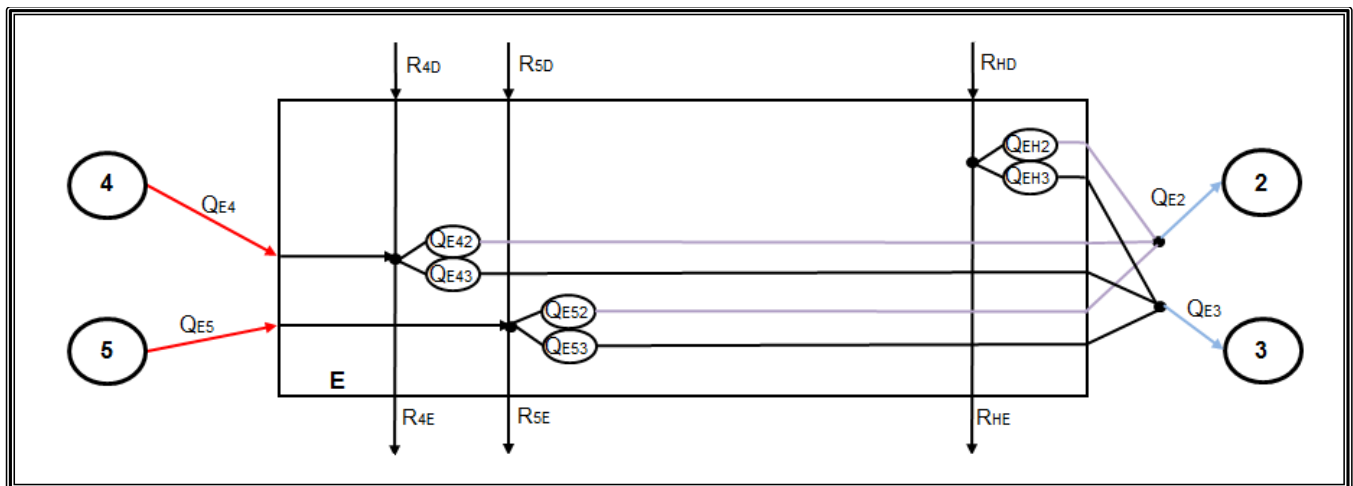 R4D R5D RHD
QEH2
4 QEH3 2
QE4 QE2
QE42
QE43
QE5 QE52 QE3
5 QE53 3
E
R4E R5E RHE